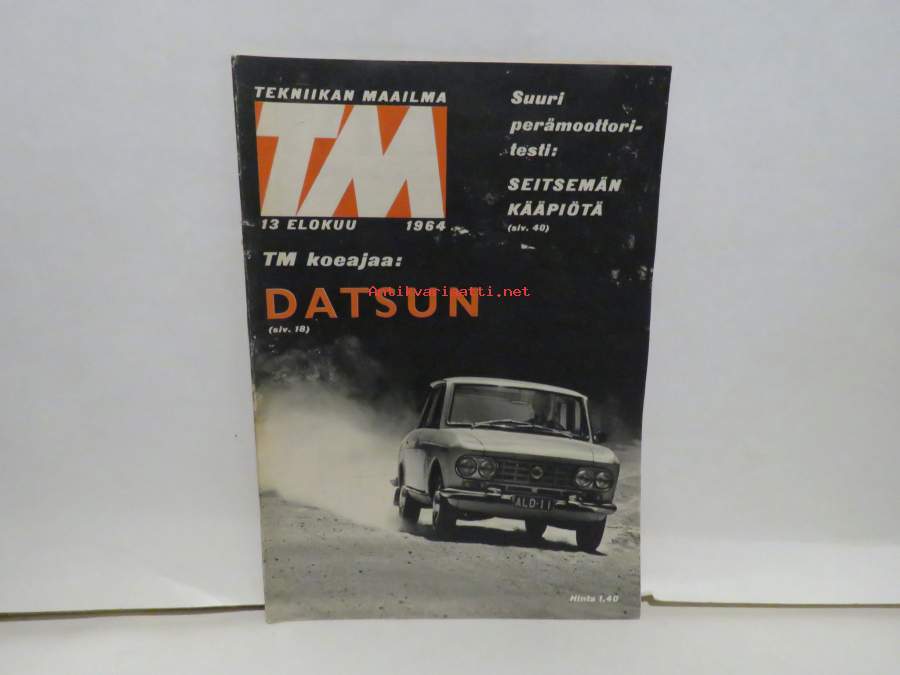 TEKNIIKAN MAAILMA
TM
13 ELOKUU 1964
Suuri
perämoottori-
testi:
SEITSEMÄN
KÄÄPIÖTÄ
(siv. 40)
TM koeajaa:
Antikvariaatti.net
DATSUN
(siv. 18)
ALD-11
Hinta 1,40